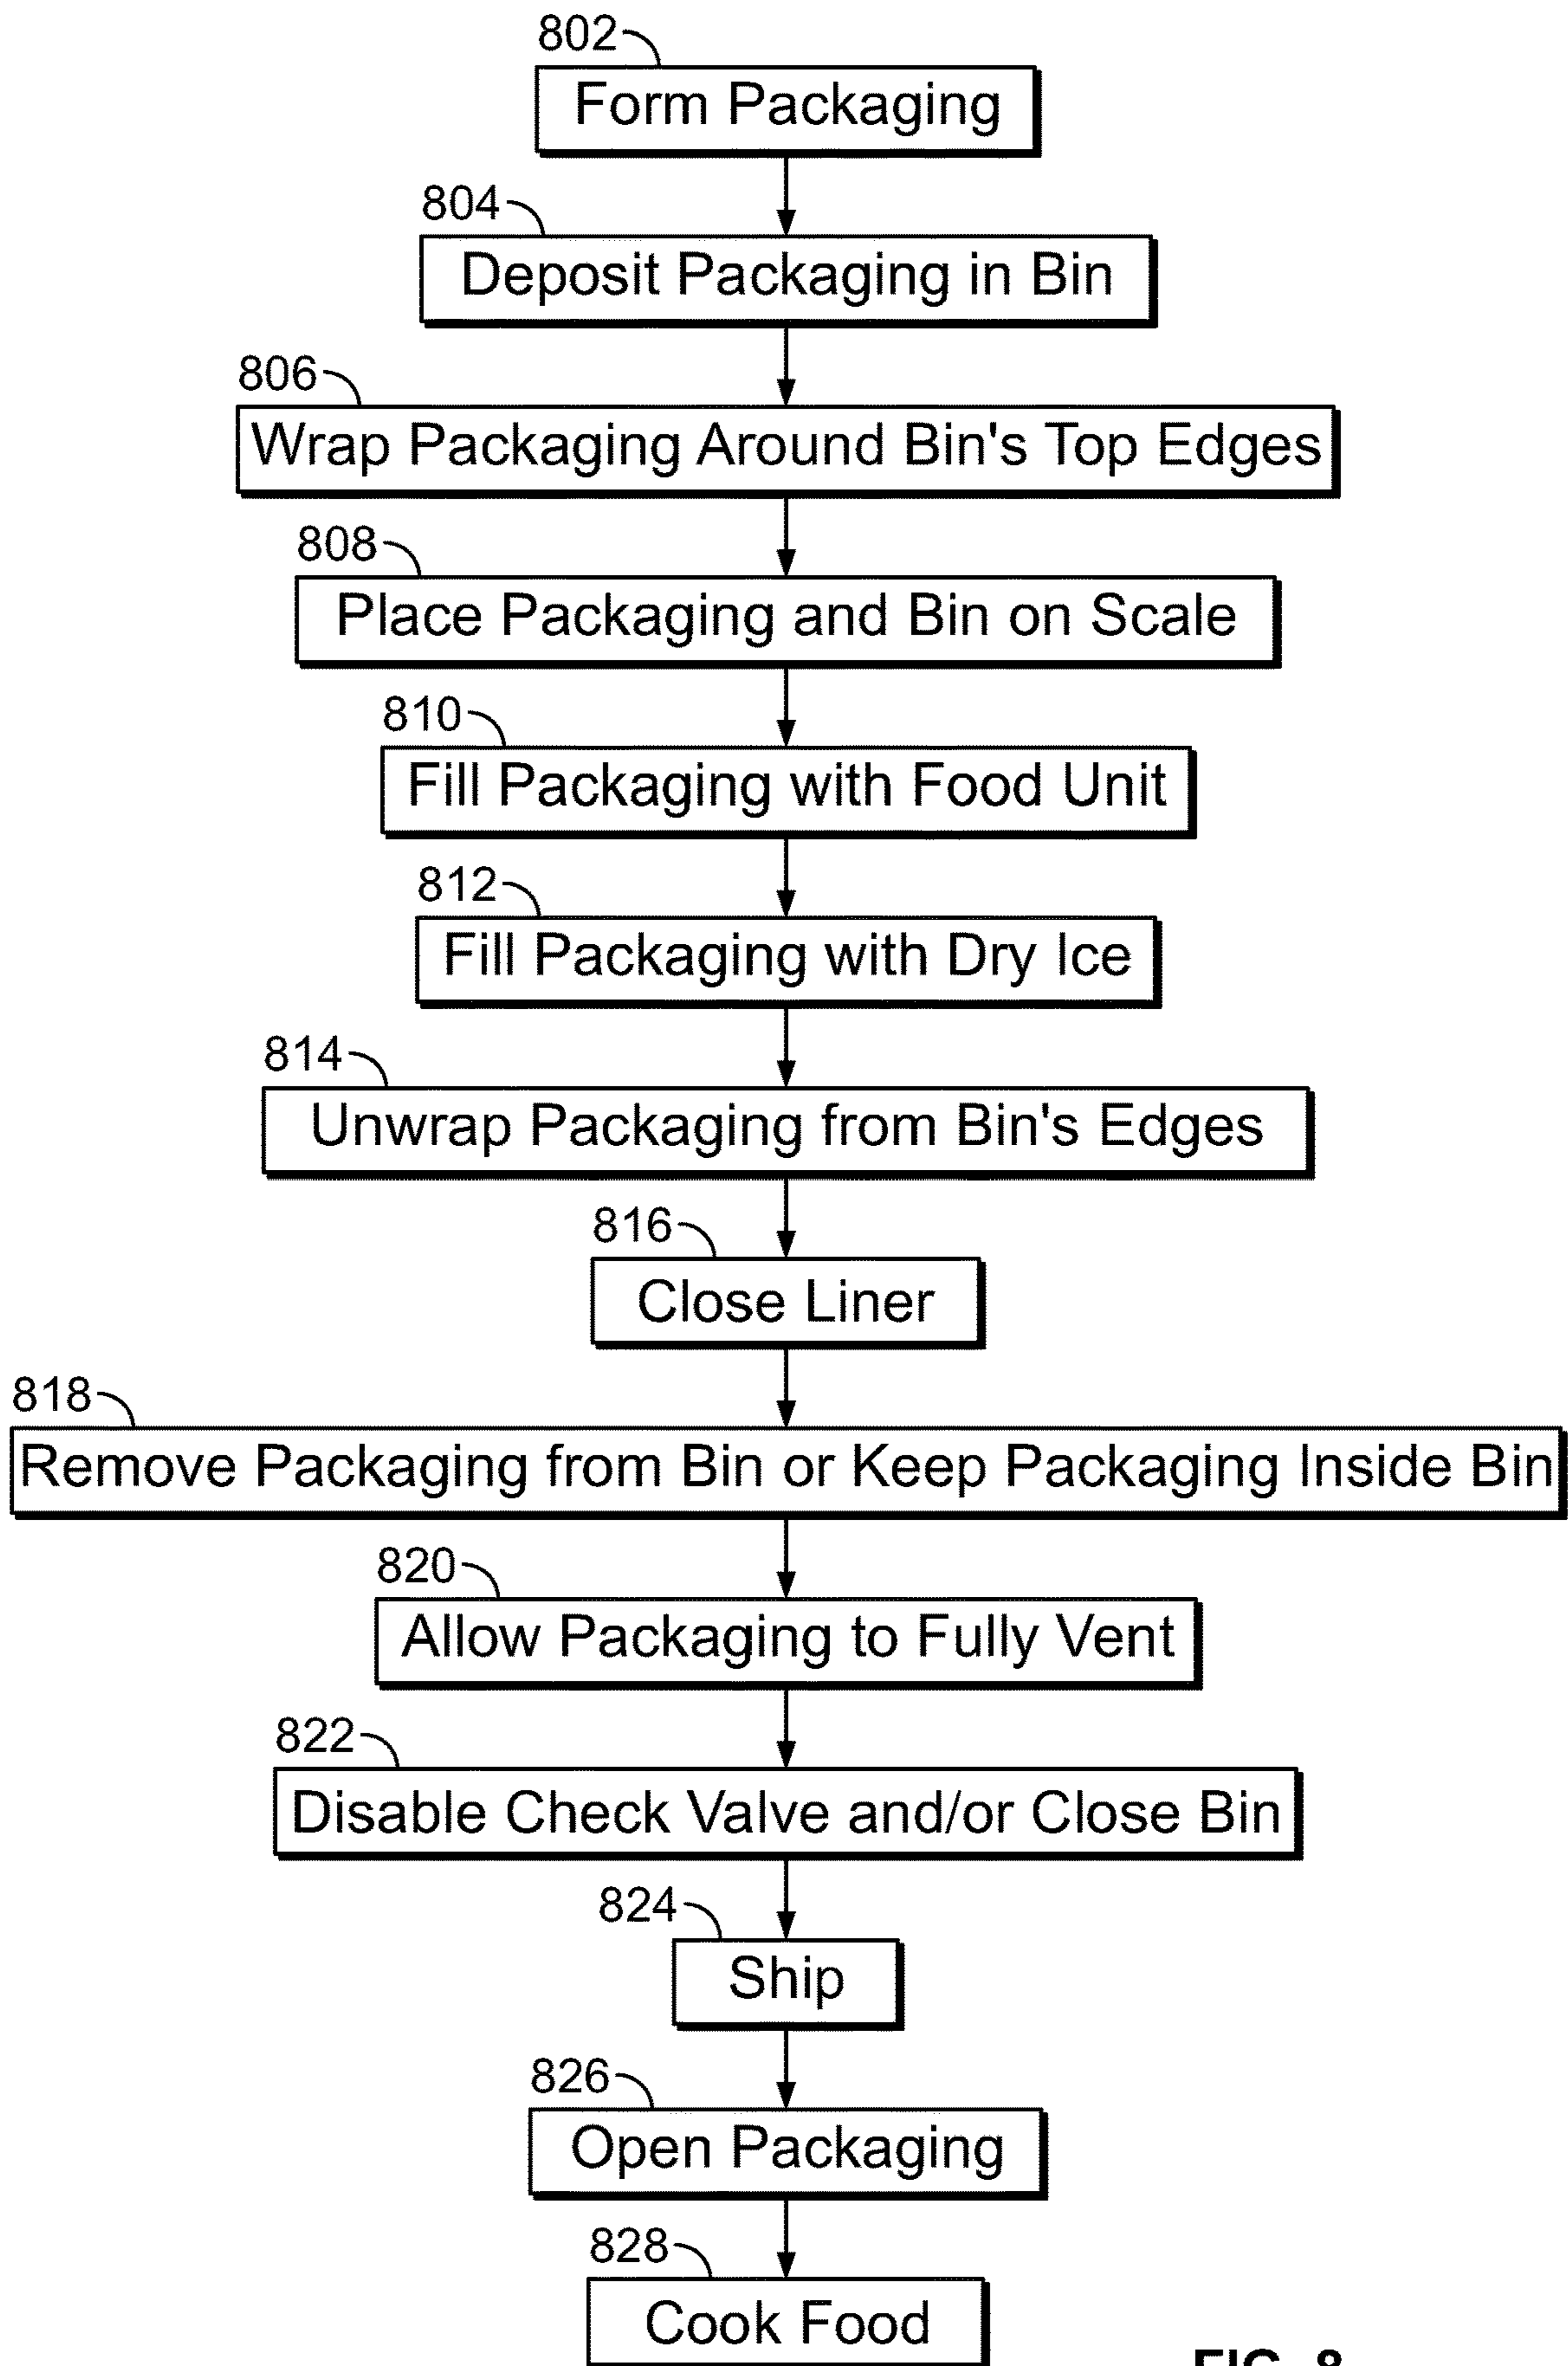 802
Form Packaging
804
Deposit Packaging in Bin
806
Wrap Packaging Around Bin's Top Edges
808
Place Packaging and Bin on Scale
810
Fill Packaging with Food Unit
812
Fill Packaging with Dry Ice
814
Unwrap Packaging from Bin's Edges
816
Close Liner
818
Remove Packaging from Bin or Keep Packaging Inside Bin
820
Allow Packaging to Fully Vent
822
Disable Check Valve and/or Close Bin
824
Ship
826
Open Packaging
828
Cook Food
FIG. 8